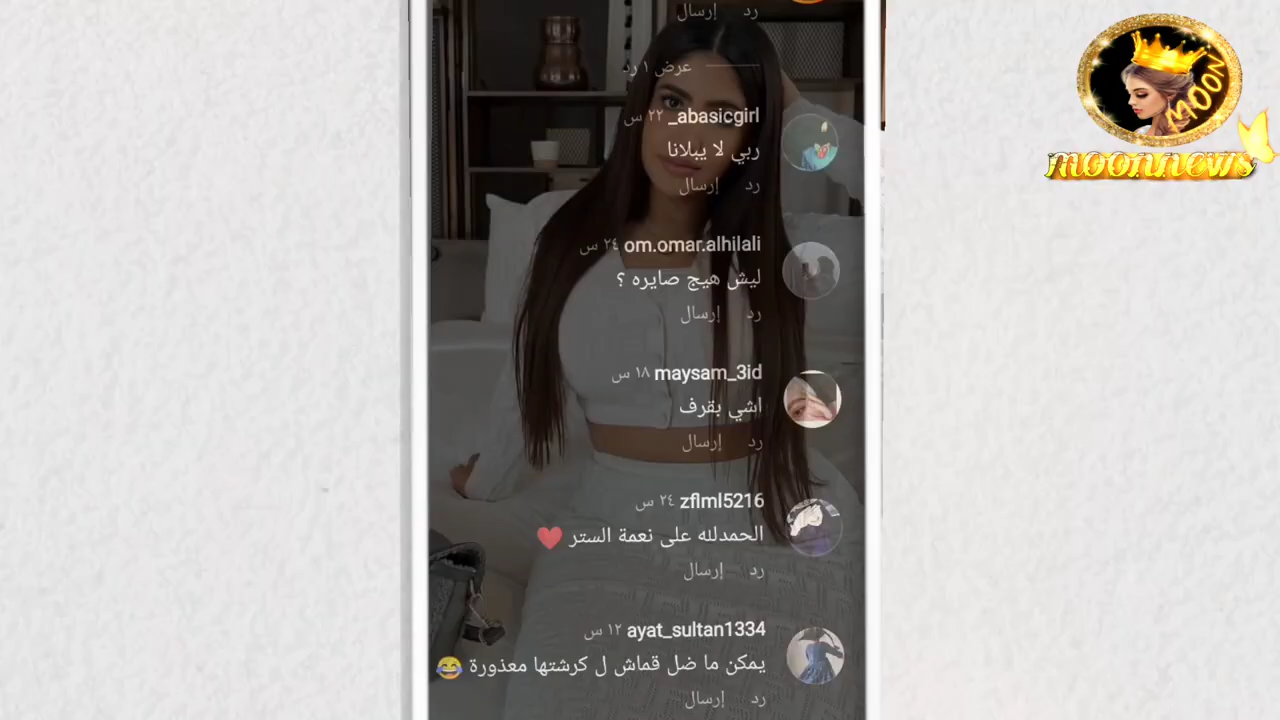 رد إرسال
عرض ١ رد
abasicgirl_ ٢٢ س
ربي لا يبلانا
رد إرسال
om.omar.alhilali ٢٤ س
ليش هيج صايره ؟
رد إرسال
maysam_3id ١٨ س
اشي بقرف
رد إرسال
zflml5216 ٢٤ س
الحمدلله على نعمة الستر ❤️
رد إرسال
ayat_sultan1334 ١٢ س
يمكن ما ضل قماش ل كرشتها معذورة 😂
رد إرسال
MOON
moonnews